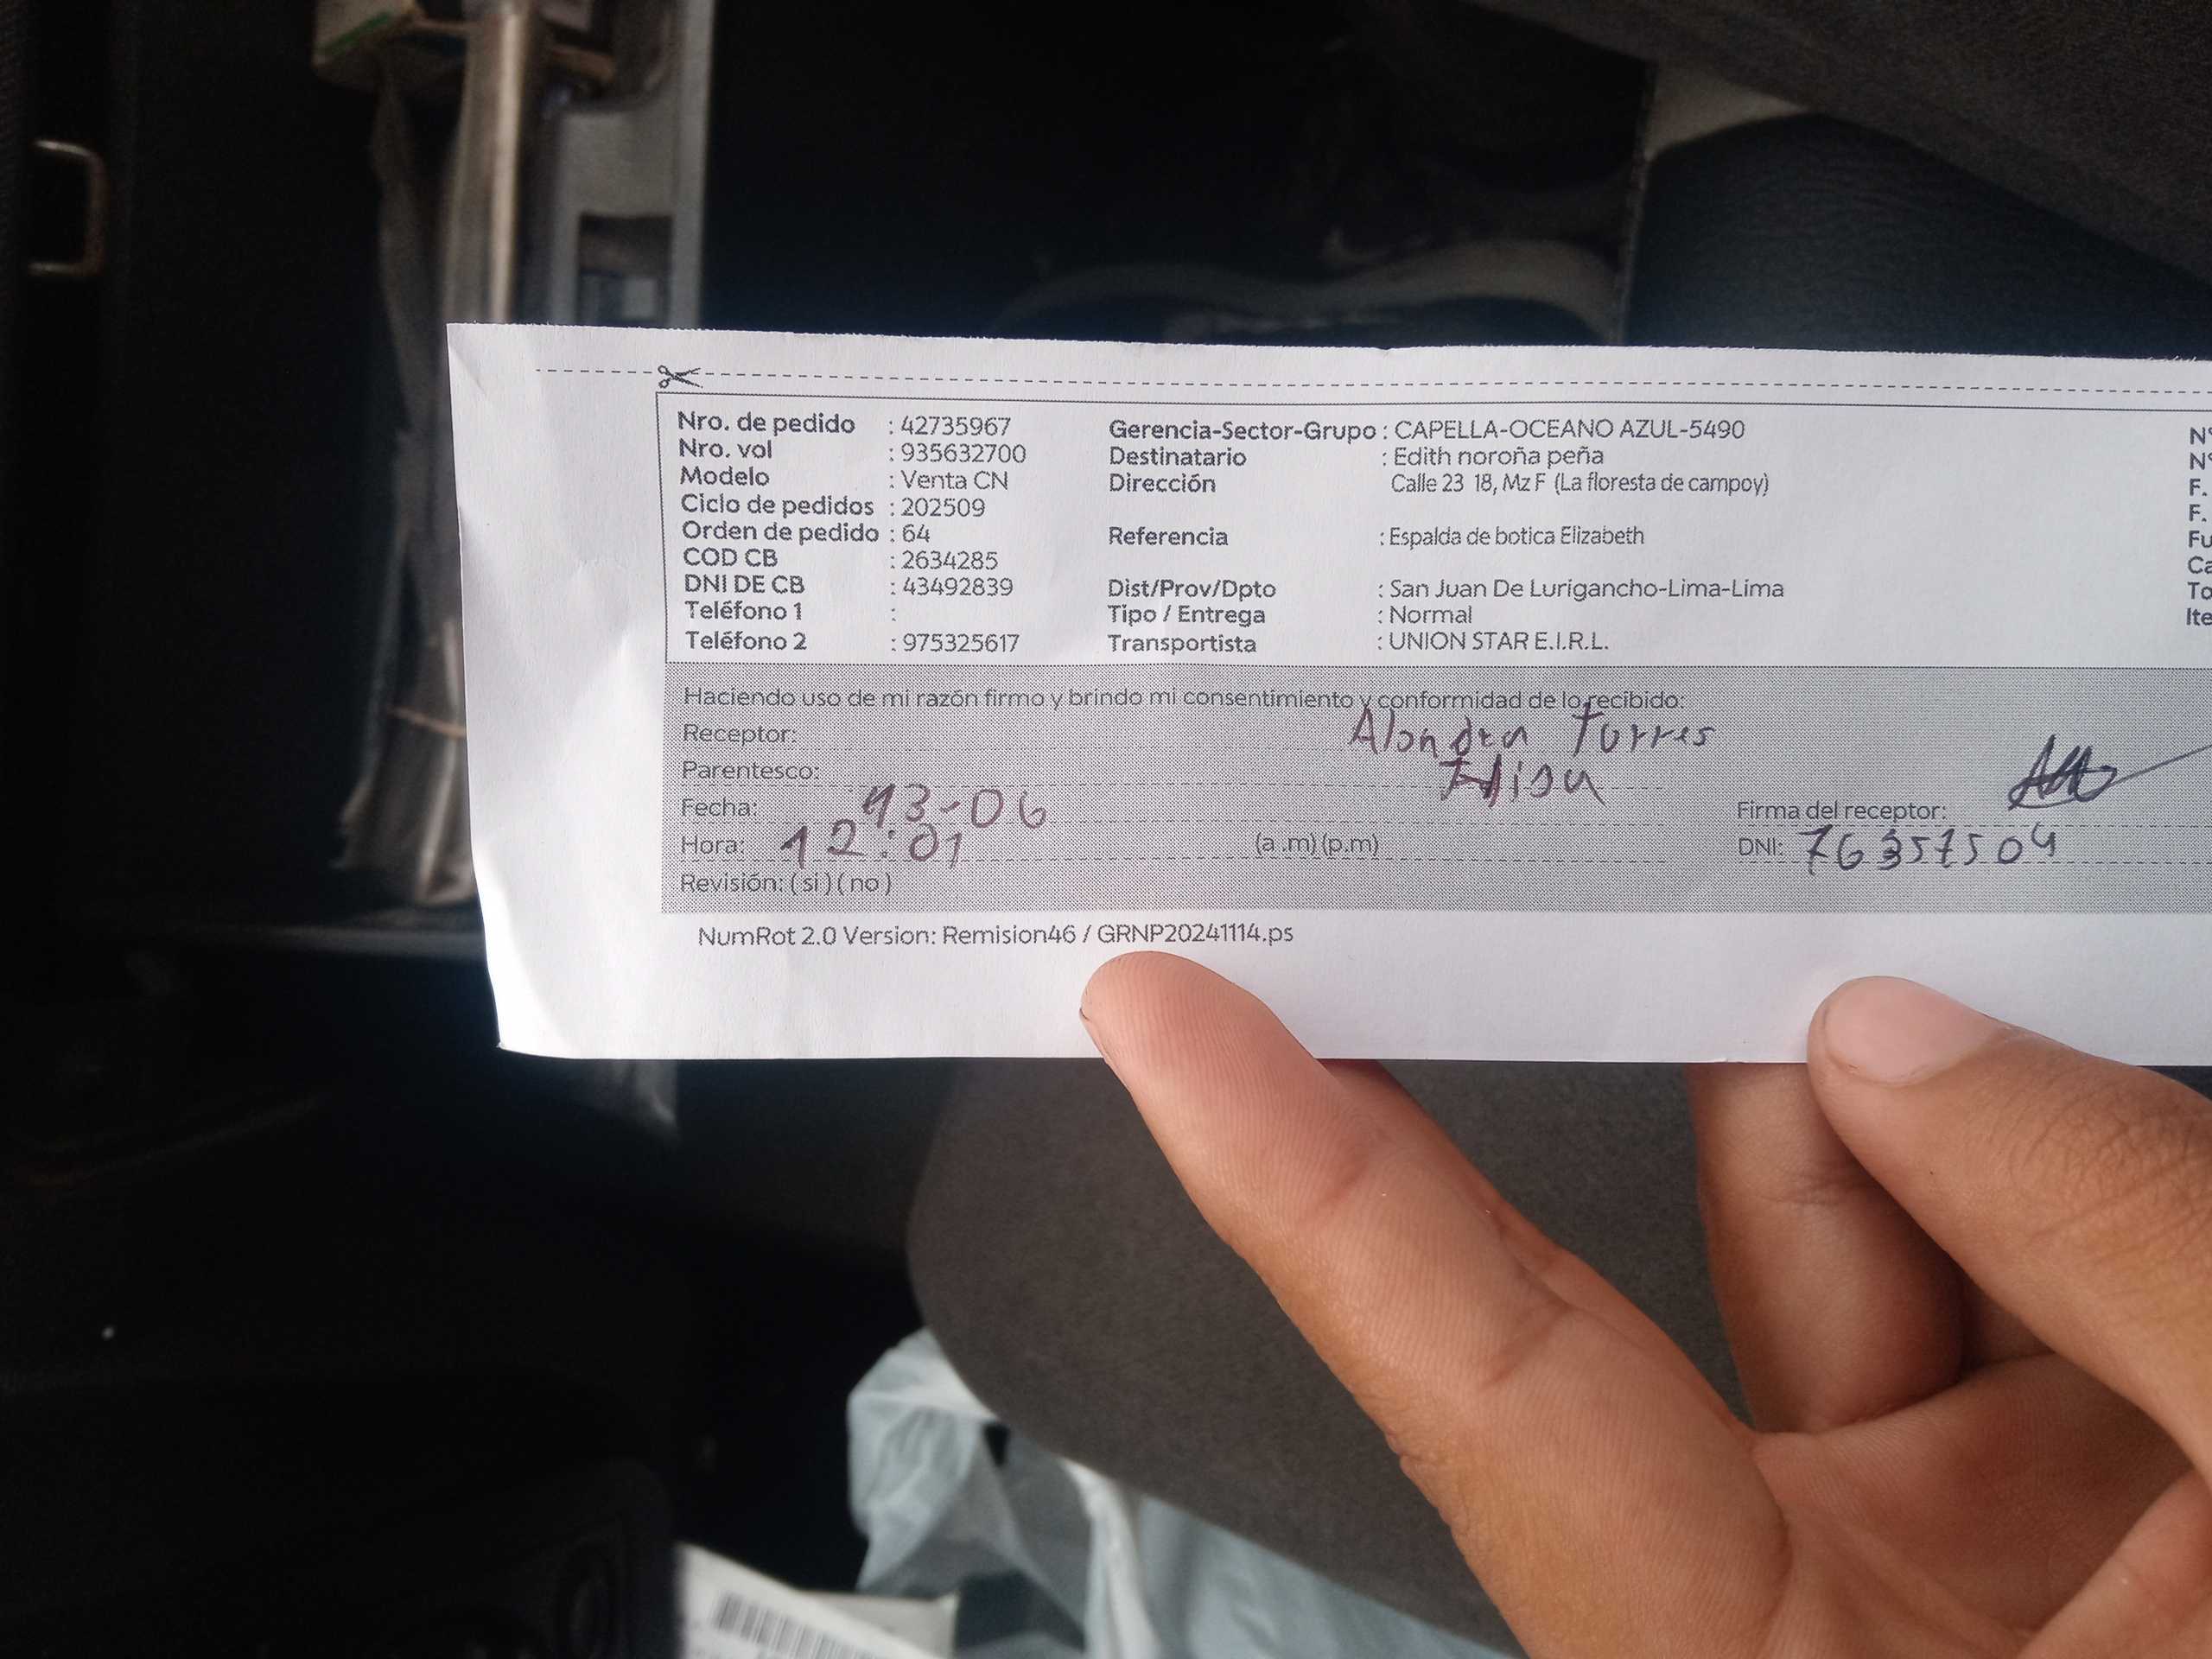 Nro. de pedido : 42735967 Gerencia-Sector-Grupo : CAPELLA-OCEANO AZUL-5490
Nro. vol : 935632700 Destinatario : Edith noroña peña
Modelo : Venta CN Dirección Calle 23 18, Mz F (La floresta de campoy)
Ciclo de pedidos : 202509
Orden de pedido : 64 Referencia : Espalda de botica Elizabeth
COD CB : 2634285
DNI DE CB : 43492839 Dist/Prov/Dpto : San Juan De Lurigancho-Lima-Lima
Teléfono 1 : Tipo / Entrega : Normal
Teléfono 2 : 975325617 Transportista : UNION STAR E.I.R.L.
Haciendo uso de mi razón firmo y brindo mi consentimiento y conformidad de lo recibido:
Receptor: Alondra Torres
Parentesco:
Fecha: 13-06 Firma del receptor:
Hora: 12:01 (a .m) (p.m) DNI: 76357504
Revisión: ( si ) ( no )
NumRot 2.0 Version: Remision46 / GRNP20241114.ps